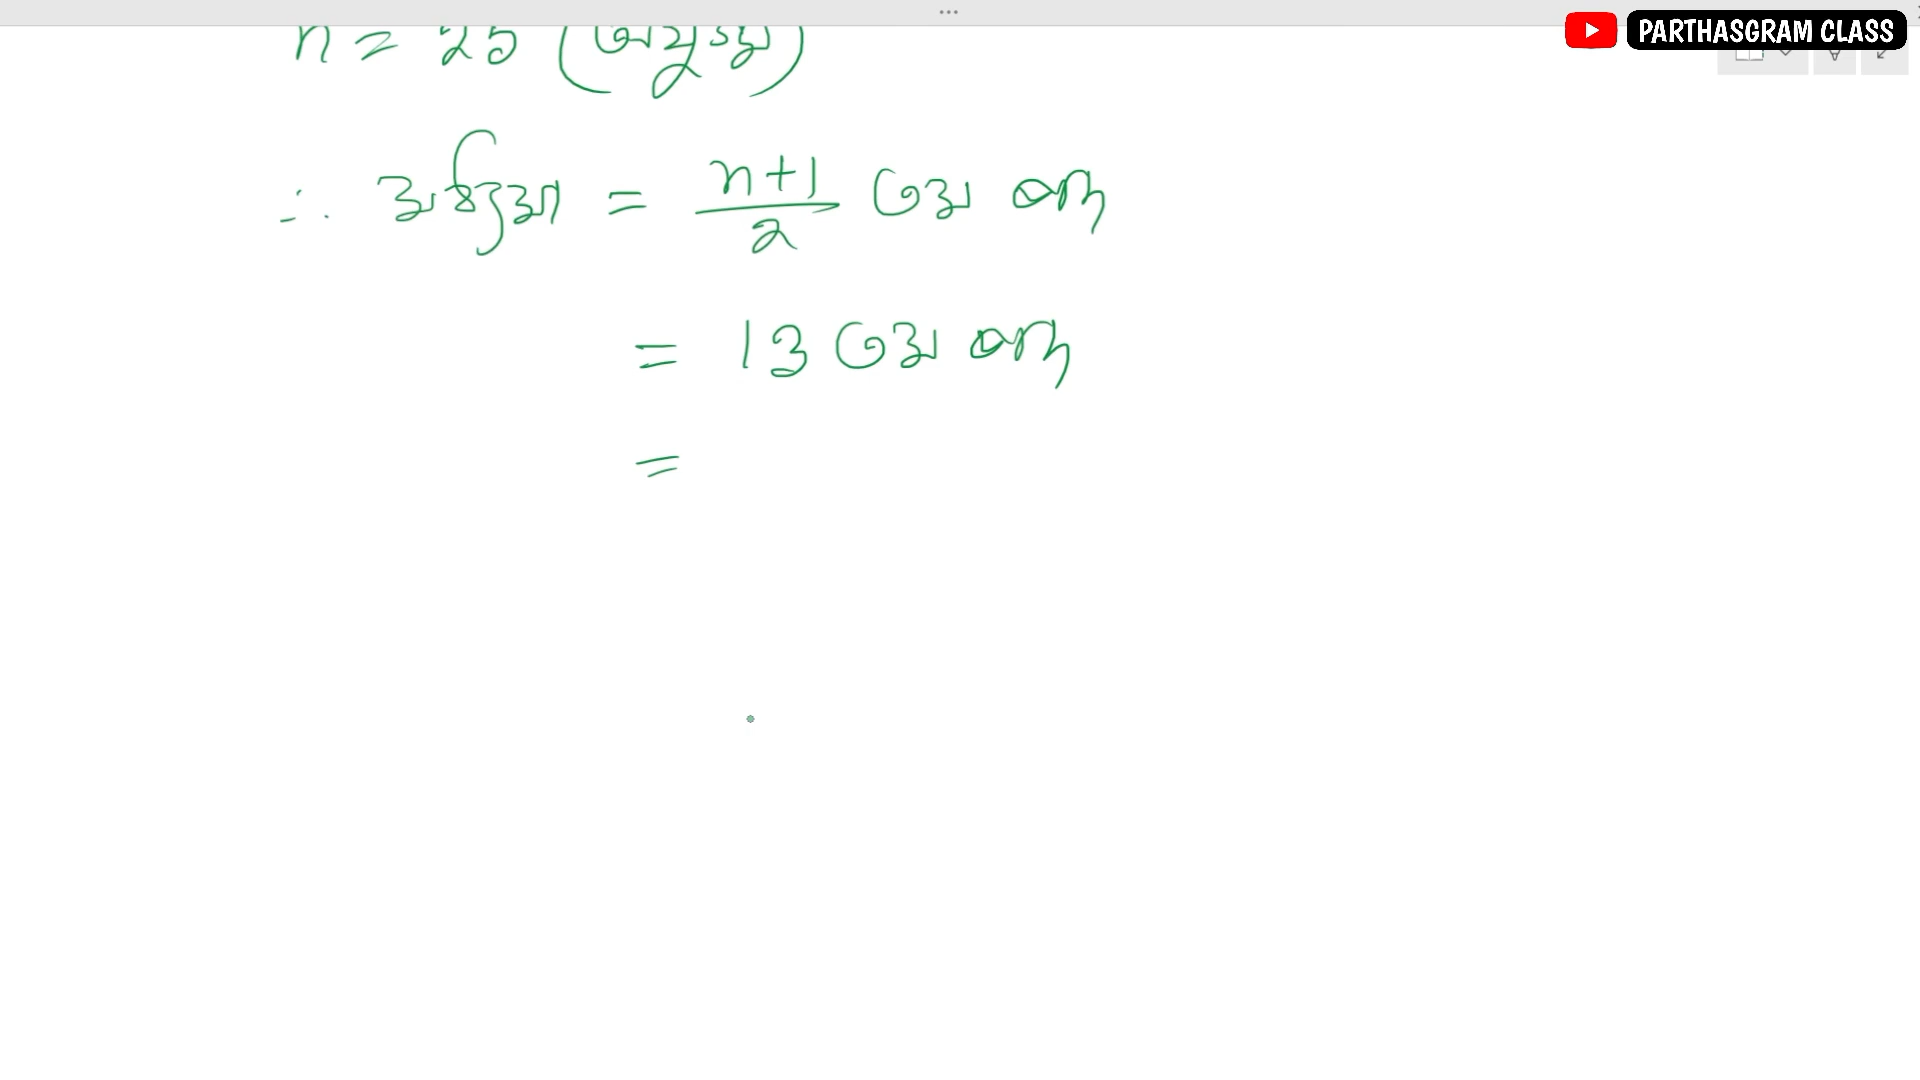 PARTHASGRAM CLASS
n = 25 (অযুগ্ম)
∴ মধ্যমা = n+1/2 তম পদ
= 13 তম পদ
=